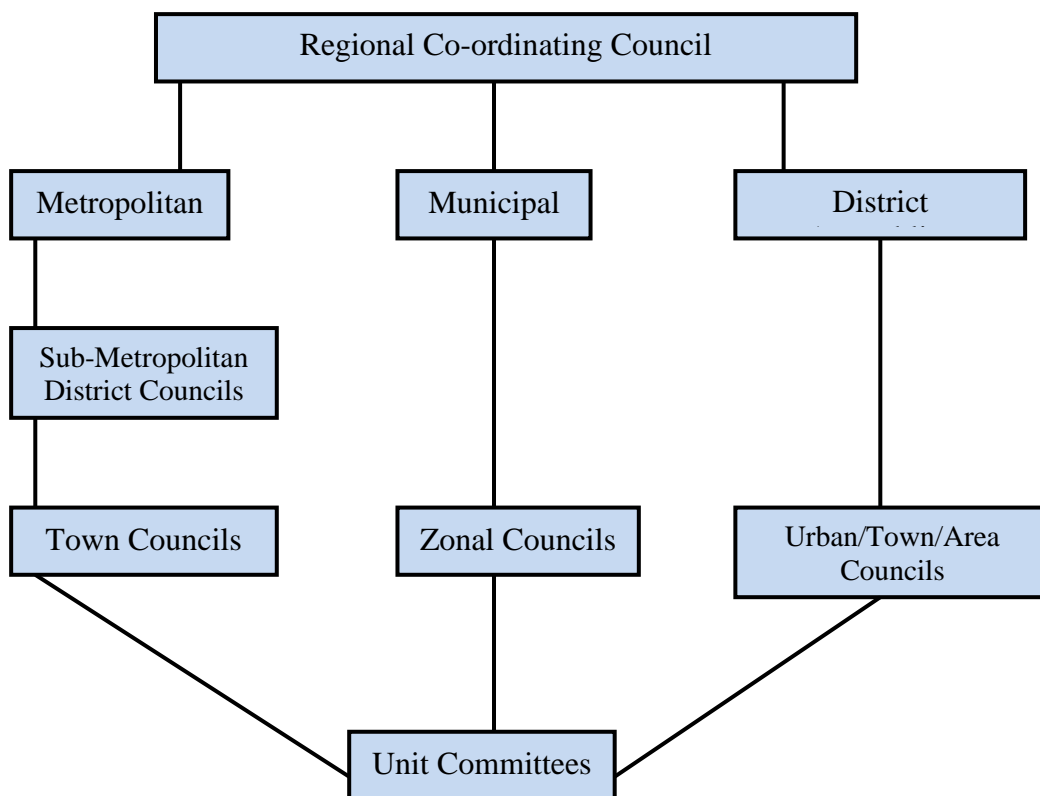 Regional Co-ordinating Council
Metropolitan
Municipal
District
Sub-Metropolitan
District Councils
Town Councils
Zonal Councils
Urban/Town/Area
Councils
Unit Committees